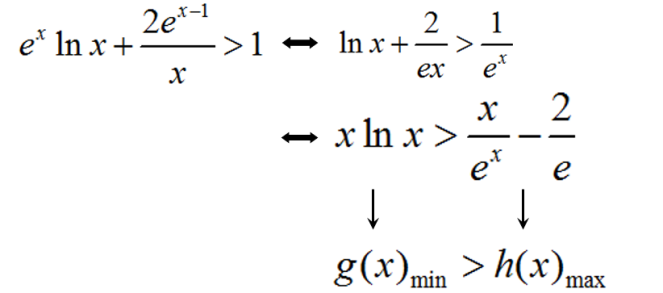 e^x ln x + 2e^{x−1}/x > 1 ↔ ln x + 2/(ex) > 1/e^x
↔ x ln x > x/e^x − 2/e
↓ ↓
g(x)_min > h(x)_max